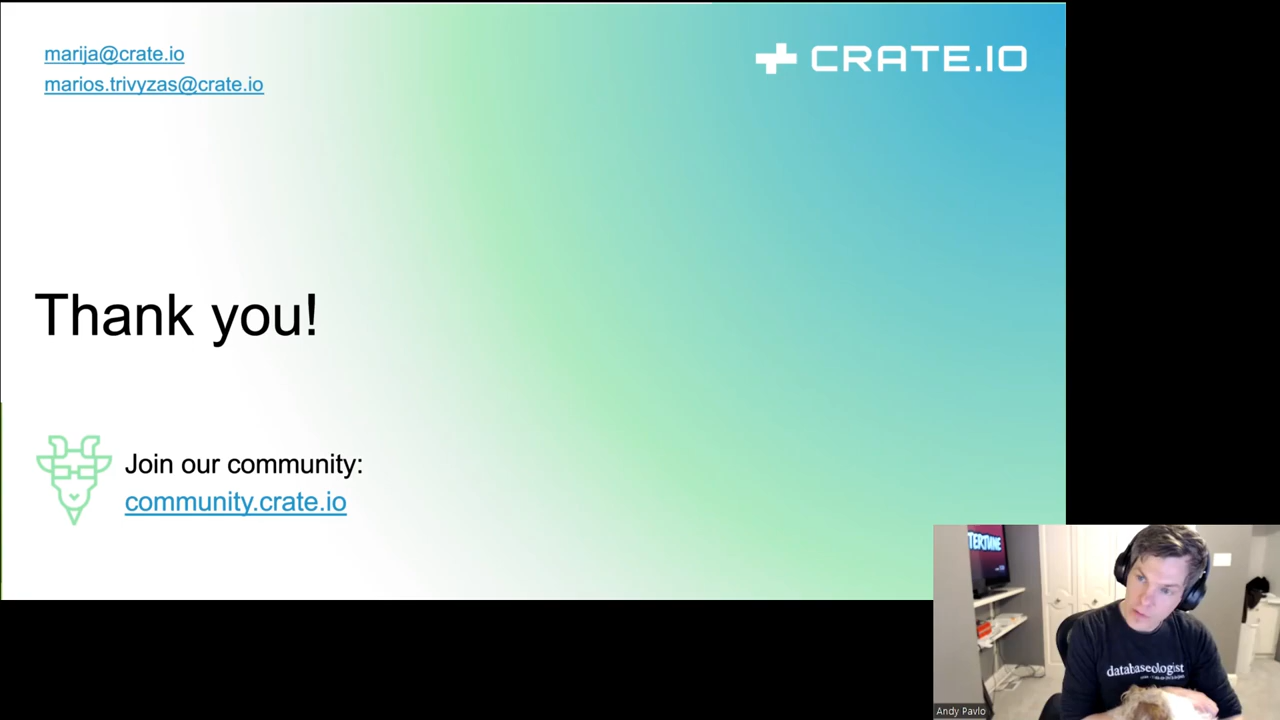 marija@crate.io
marios.trivyzas@crate.io
CRATE.IO
Thank you!
Join our community:
community.crate.io
TERTVINE
databaseologist
Andy Pavlo